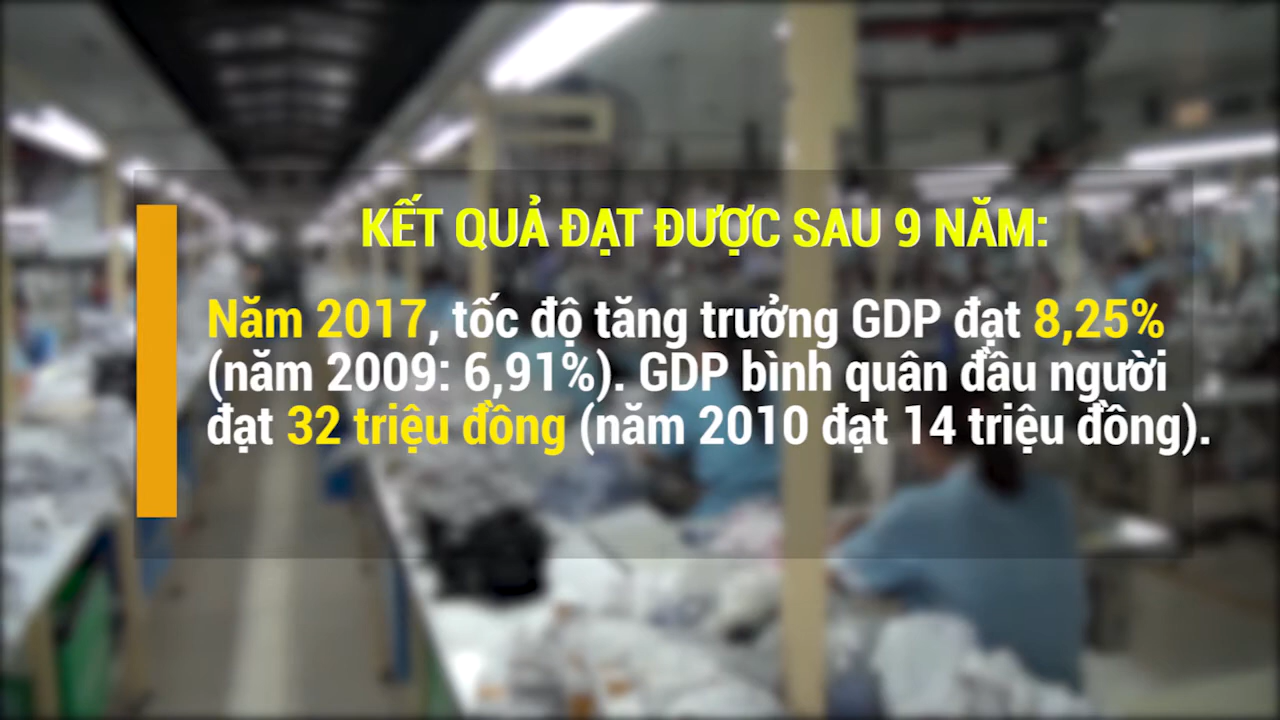 KẾT QUẢ ĐẠT ĐƯỢC SAU 9 NĂM:
Năm 2017, tốc độ tăng trưởng GDP đạt 8,25%
(năm 2009: 6,91%). GDP bình quân đầu người
đạt 32 triệu đồng (năm 2010 đạt 14 triệu đồng).